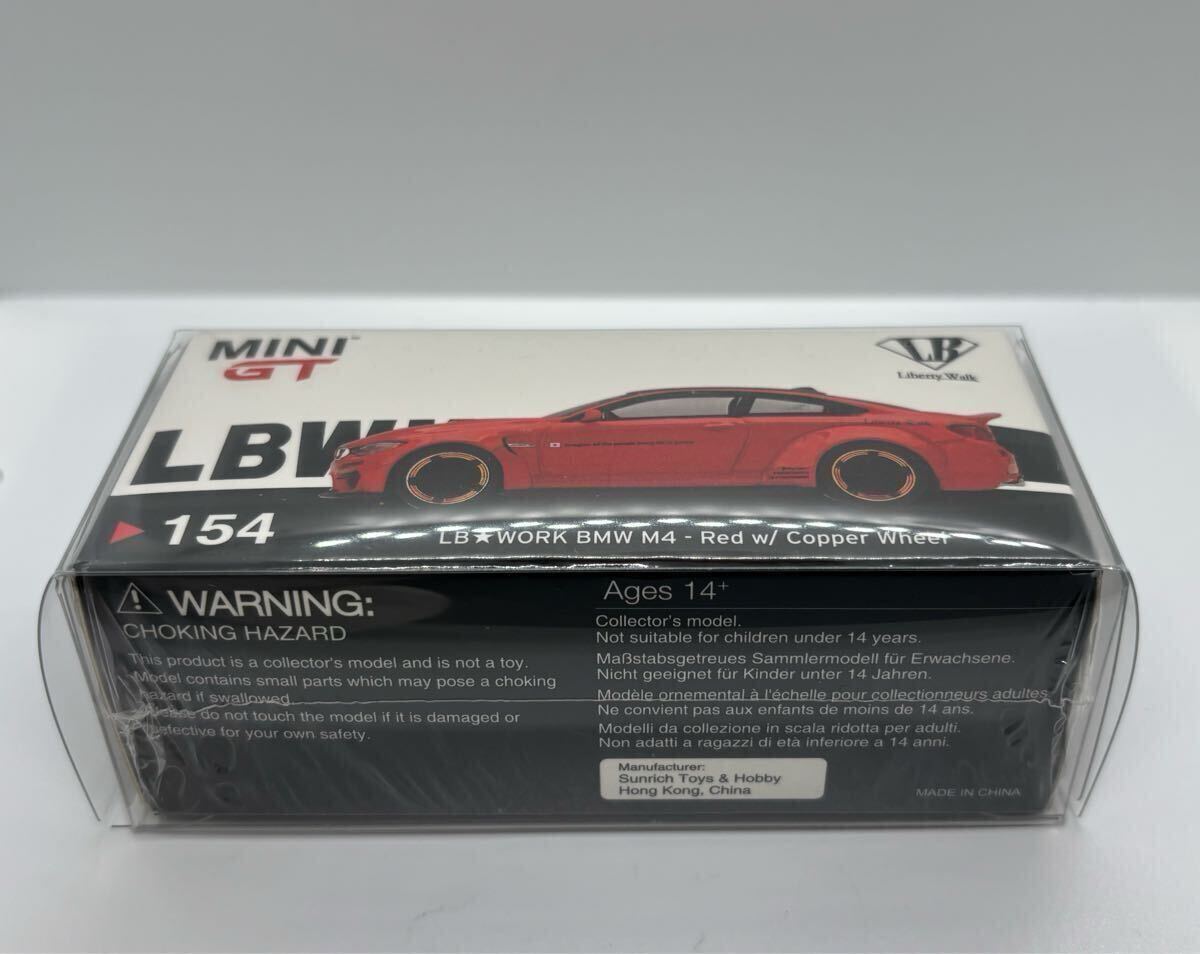 MINI
GT
LB
Liberty Walk
LBW
154
LB★WORK BMW M4 - Red w/ Copper Wheel
WARNING:
CHOKING HAZARD
This product is a collector's model and is not a toy.
Model contains small parts which may pose a choking
hazard if swallowed.
Please do not touch the model if it is damaged or
defective for your own safety.
Ages 14+
Collector's model.
Not suitable for children under 14 years.
Maßstabsgetreues Sammlermodell für Erwachsene.
Nicht geeignet für Kinder unter 14 Jahren.
Modèle ornemental à l'échelle pour collectionneurs adultes
Ne convient pas aux enfants de moins de 14 ans.
Modelli da collezione in scala ridotta per adulti.
Non adatti a ragazzi di età inferiore a 14 anni.
Manufacturer:
Sunrich Toys & Hobby
Hong Kong, China
MADE IN CHINA